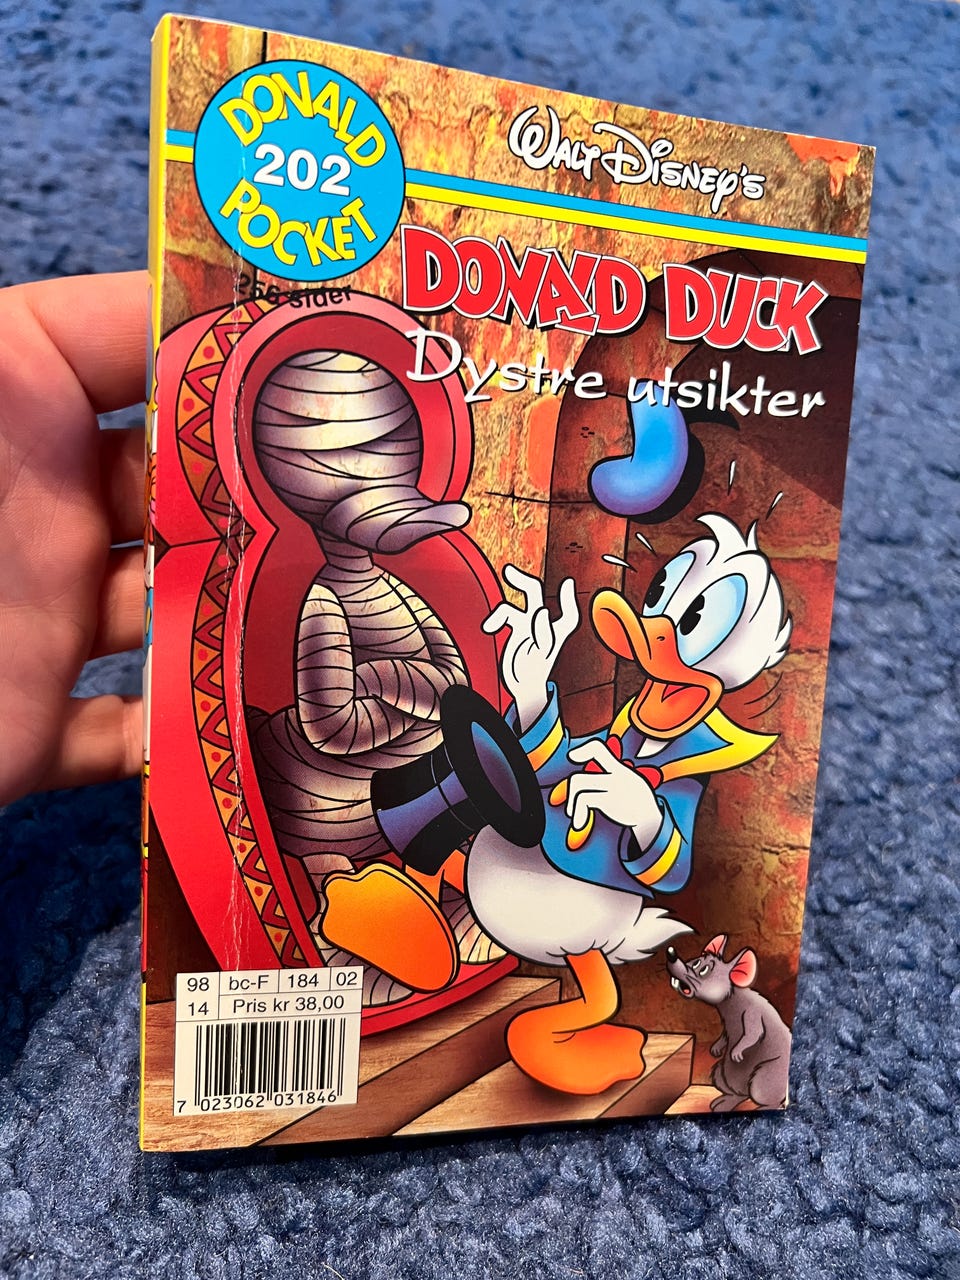 DONALD
202
POCKET
256 sider
WALT DISNEY'S
DONALD DUCK
Dystre utsikter
98 bc-F 184 02
14 Pris kr 38,00
7 023062 031846